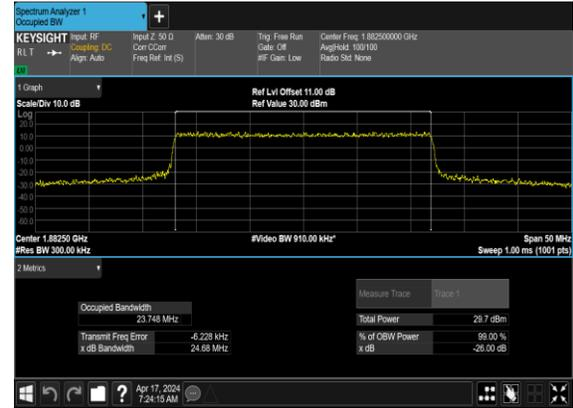 Spectrum Analyzer 1
Occupied BW
+
KEYSIGHT Input: RF Input Z: 50 Ω Atten: 30 dB Trig: Free Run Center Freq: 1.882500000 GHz
RLT Coupling: DC Corr CCorr Gate: Off Avg|Hold: 100/100
Align: Auto Freq Ref: Int (S) #IF Gain: Low Radio Std: None
1 Graph
Ref Lvl Offset 11.00 dB
Scale/Div 10.0 dB Ref Value 30.00 dBm
Log
20.0
10.0
0.00
-10.0
-20.0
-30.0
-40.0
-50.0
-60.0
Center 1.88250 GHz #Video BW 910.00 kHz* Span 50 MHz
#Res BW 300.00 kHz Sweep 1.00 ms (1001 pts)
2 Metrics
Measure Trace Trace 1
Occupied Bandwidth
23.748 MHz Total Power 29.7 dBm
Transmit Freq Error -6.228 kHz % of OBW Power 99.00 %
x dB Bandwidth 24.68 MHz x dB -26.00 dB
? Apr 17, 2024
7:24:15 AM